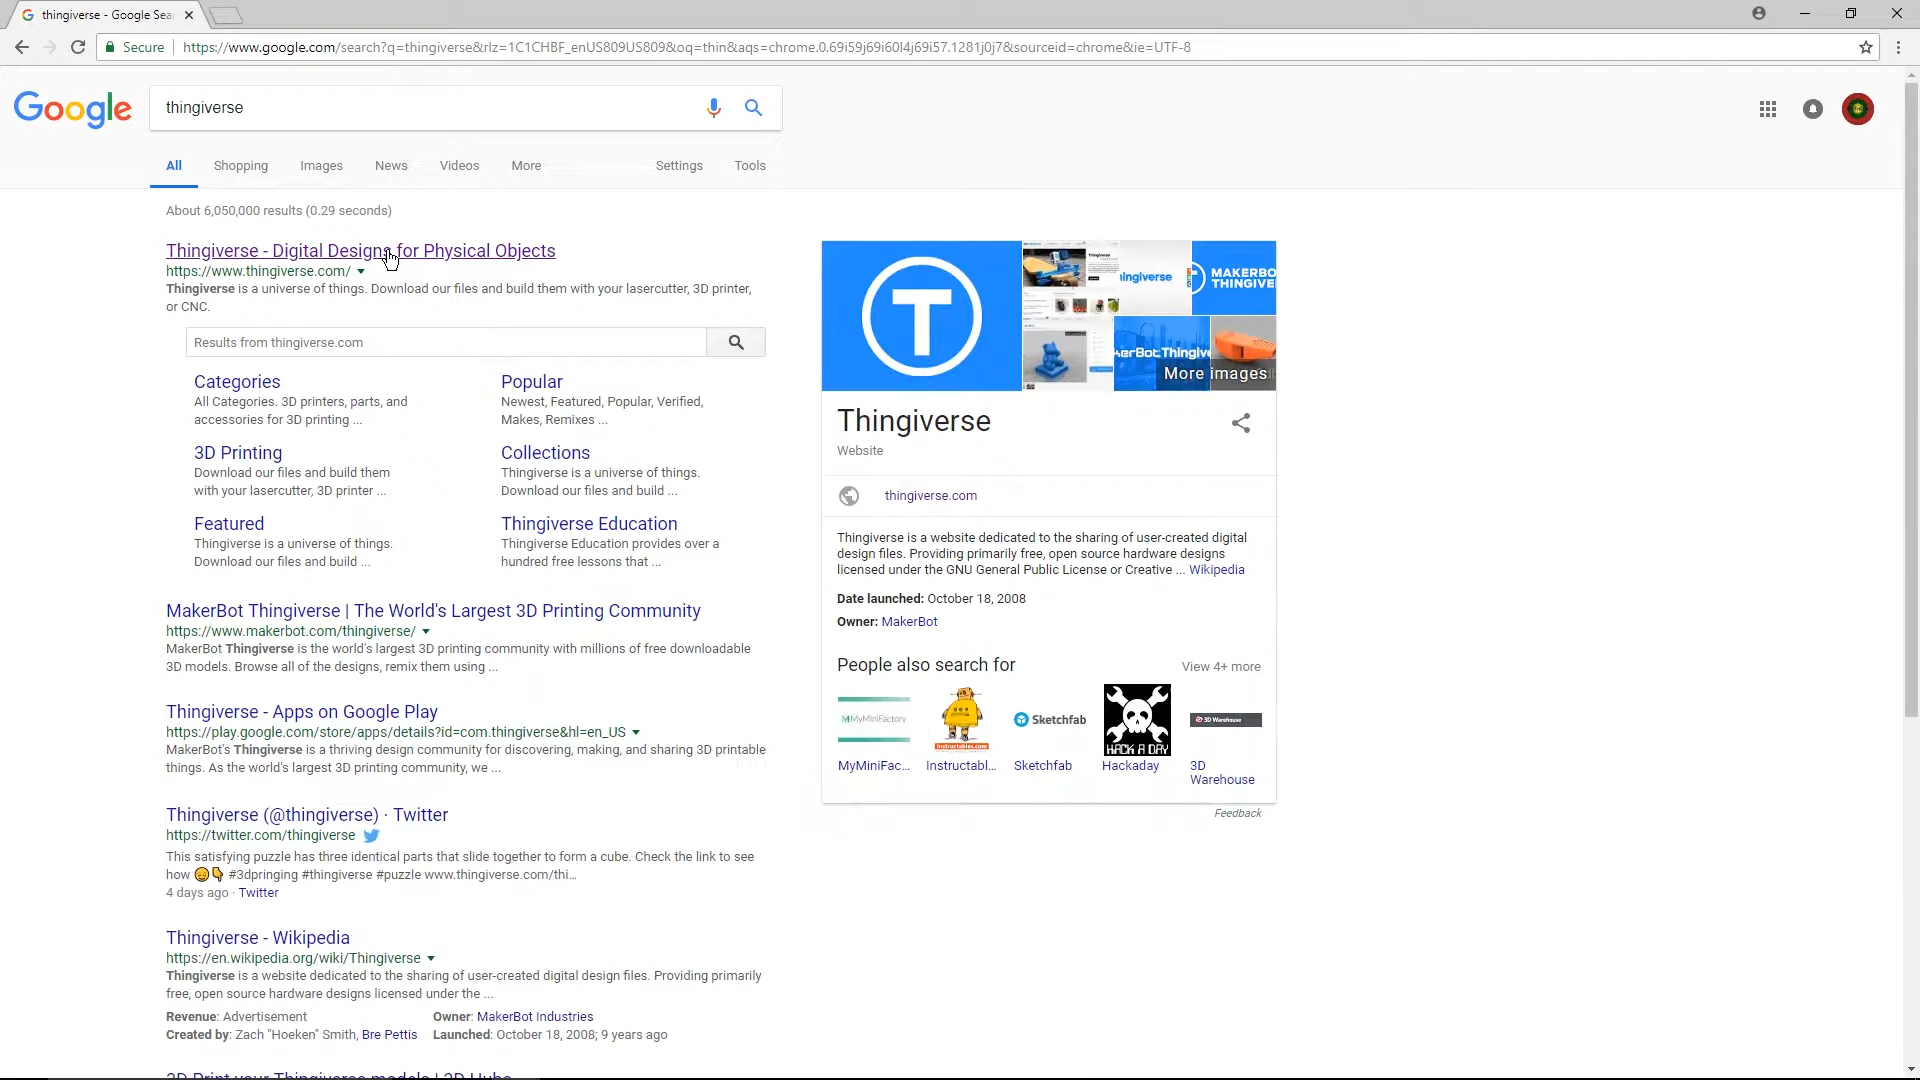 thingiverse - Google Sea
Secure
https://www.google.com/search?q=thingiverse&rlz=1C1CHBF_enUS809US809&oq=thin&aqs=chrome.0.69i59j69i60l4j69i57.1281j0j7&sourceid=chrome&ie=UTF-8
Google
thingiverse
All
Shopping
Images
News
Videos
More
Settings
Tools
About 6,050,000 results (0.29 seconds)
Thingiverse - Digital Designs for Physical Objects
https://www.thingiverse.com/
Thingiverse is a universe of things. Download our files and build them with your lasercutter, 3D printer,
or CNC.
Results from thingiverse.com
Categories
All Categories. 3D printers, parts, and
accessories for 3D printing ...
Popular
Newest, Featured, Popular, Verified,
Makes, Remixes ...
3D Printing
Download our files and build them
with your lasercutter, 3D printer ...
Collections
Thingiverse is a universe of things.
Download our files and build ...
Featured
Thingiverse is a universe of things.
Download our files and build ...
Thingiverse Education
Thingiverse Education provides over a
hundred free lessons that ...
MakerBot Thingiverse | The World's Largest 3D Printing Community
https://www.makerbot.com/thingiverse/
MakerBot Thingiverse is the world's largest 3D printing community with millions of free downloadable
3D models. Browse all of the designs, remix them using ...
Thingiverse - Apps on Google Play
https://play.google.com/store/apps/details?id=com.thingiverse&hl=en_US
MakerBot's Thingiverse is a thriving design community for discovering, making, and sharing 3D printable
things. As the world's largest 3D printing community, we ...
Thingiverse (@thingiverse) · Twitter
https://twitter.com/thingiverse
This satisfying puzzle has three identical parts that slide together to form a cube. Check the link to see
how 😑👇 #3dpringing #thingiverse #puzzle www.thingiverse.com/thi...
4 days ago · Twitter
Thingiverse - Wikipedia
https://en.wikipedia.org/wiki/Thingiverse
Thingiverse is a website dedicated to the sharing of user-created digital design files. Providing primarily
free, open source hardware designs licensed under the ...
Revenue: Advertisement
Owner: MakerBot Industries
Created by: Zach "Hoeken" Smith, Bre Pettis
Launched: October 18, 2008; 9 years ago
3D Print your Thingiverse models | 3D Hubs
T
hingiverse
MAKERBO
THINGIVE
kerBot Thingiv
More images
Thingiverse
Website
thingiverse.com
Thingiverse is a website dedicated to the sharing of user-created digital
design files. Providing primarily free, open source hardware designs
licensed under the GNU General Public License or Creative ... Wikipedia
Date launched: October 18, 2008
Owner: MakerBot
People also search for
View 4+ more
MyMiniFactory
Instructables.com
Sketchfab
HACK A DAY
3D Warehouse
MyMiniFac...
Instructabl...
Sketchfab
Hackaday
3D
Warehouse
Feedback